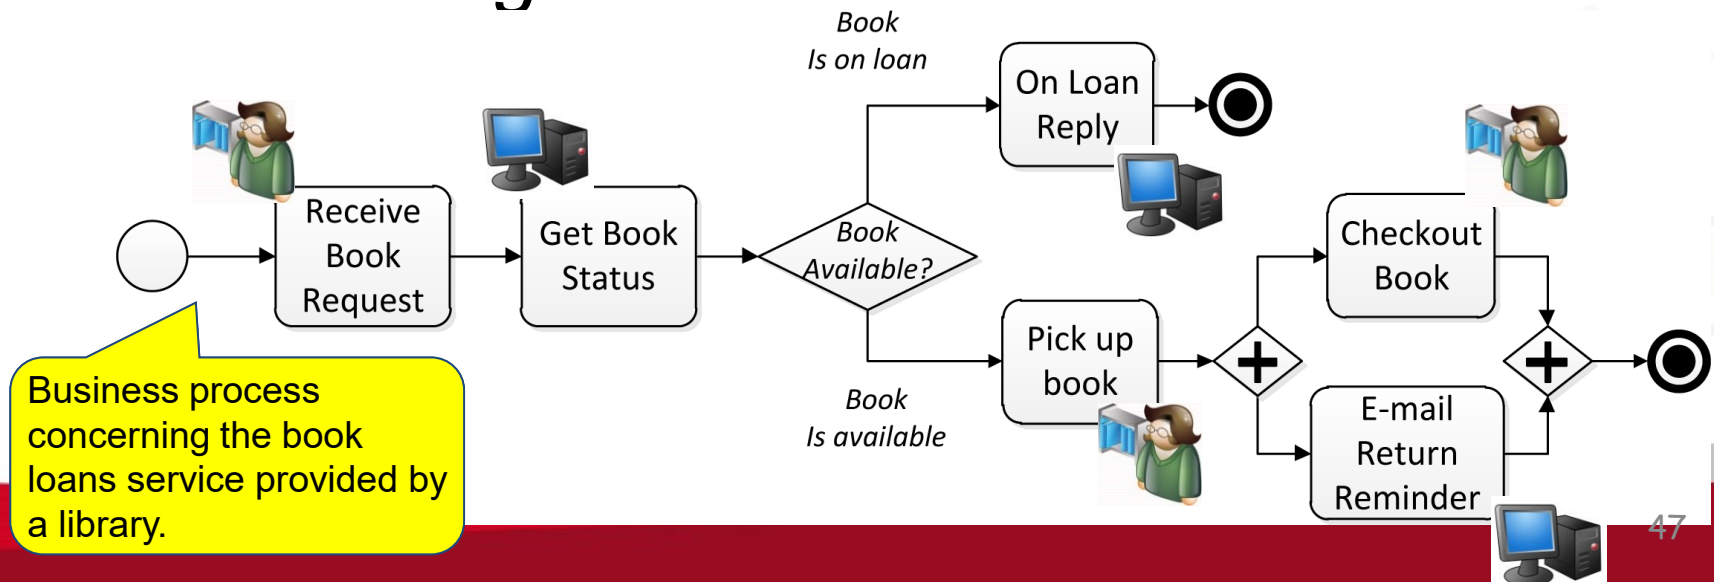 Book
Is on loan
On Loan
Reply
Receive
Book
Request
Get Book
Status
Book
Available?
Checkout
Book
Pick up
book
Book
Is available
E-mail
Return
Reminder
Business process
concerning the book
loans service provided by
a library.
47